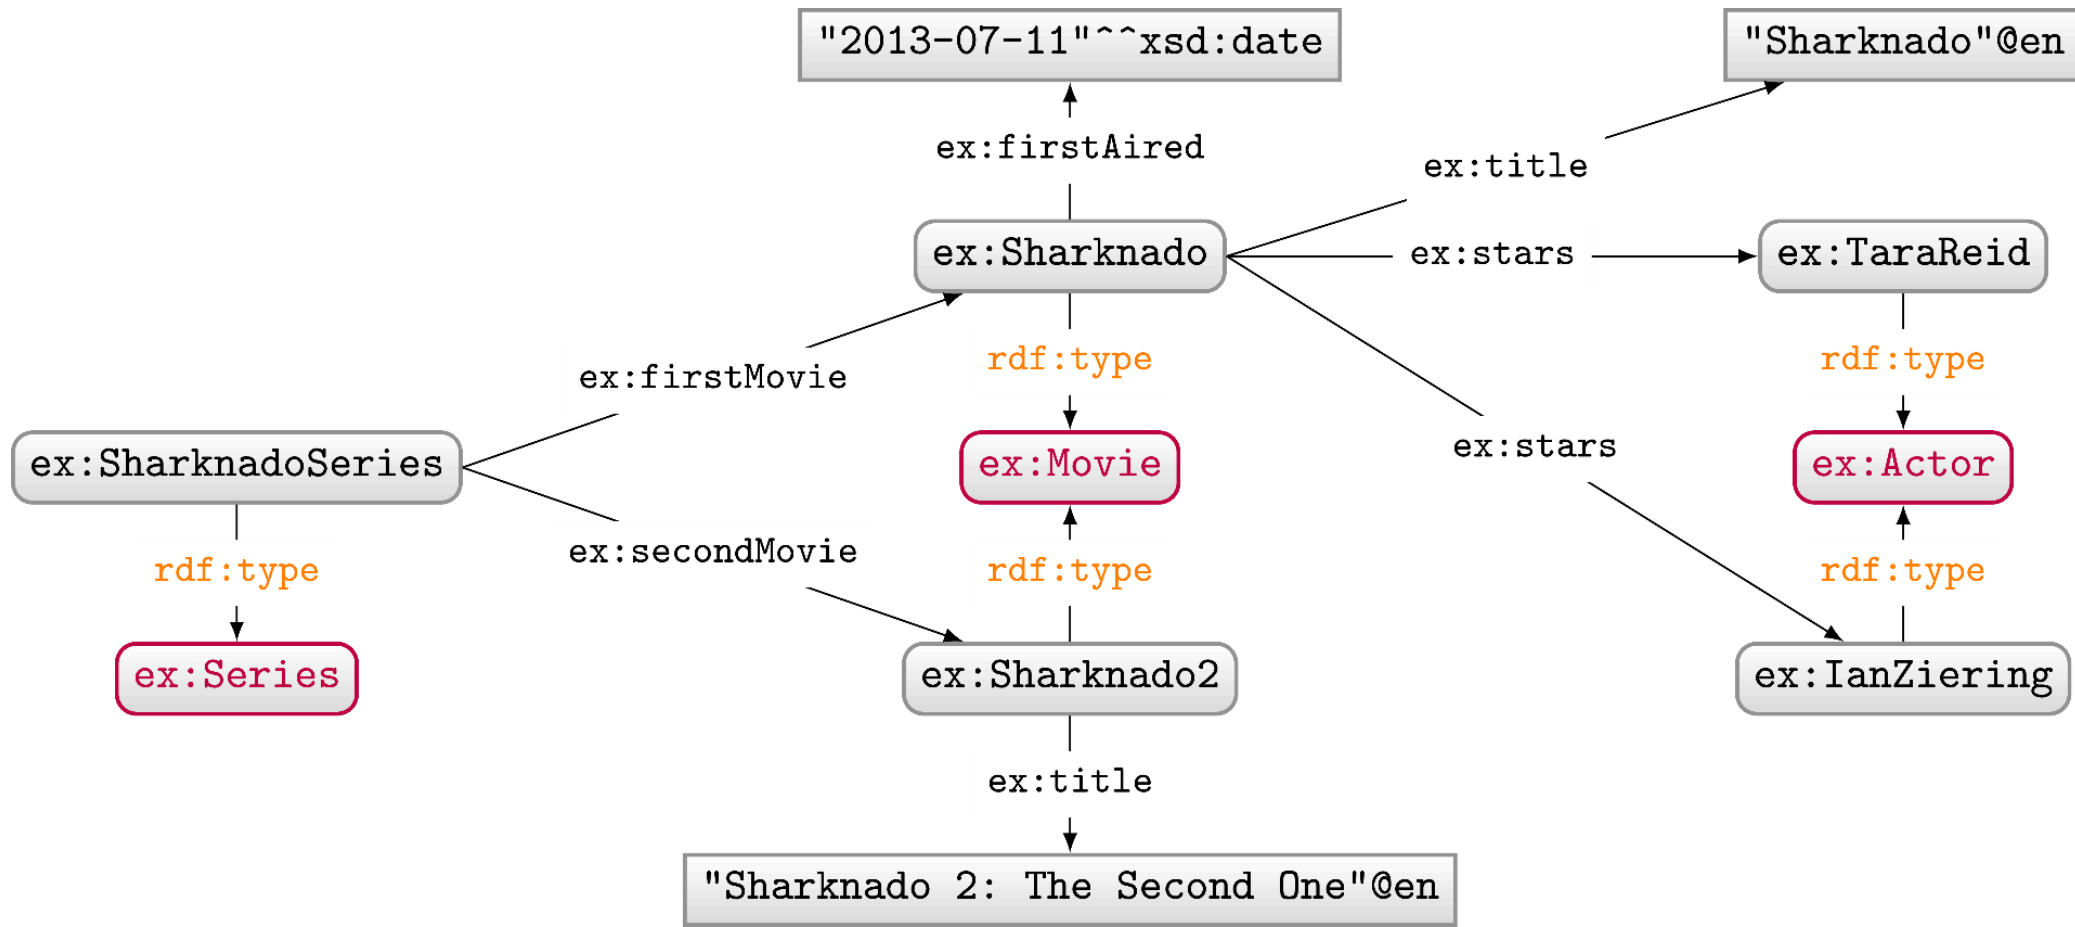 "2013-07-11"^^xsd:date
"Sharknado"@en
ex:firstAired
ex:title
ex:Sharknado
ex:stars
ex:TaraReid
rdf:type
rdf:type
ex:firstMovie
ex:stars
ex:SharknadoSeries
ex:Movie
ex:Actor
ex:secondMovie
rdf:type
rdf:type
rdf:type
ex:Series
ex:Sharknado2
ex:IanZiering
ex:title
"Sharknado 2: The Second One"@en